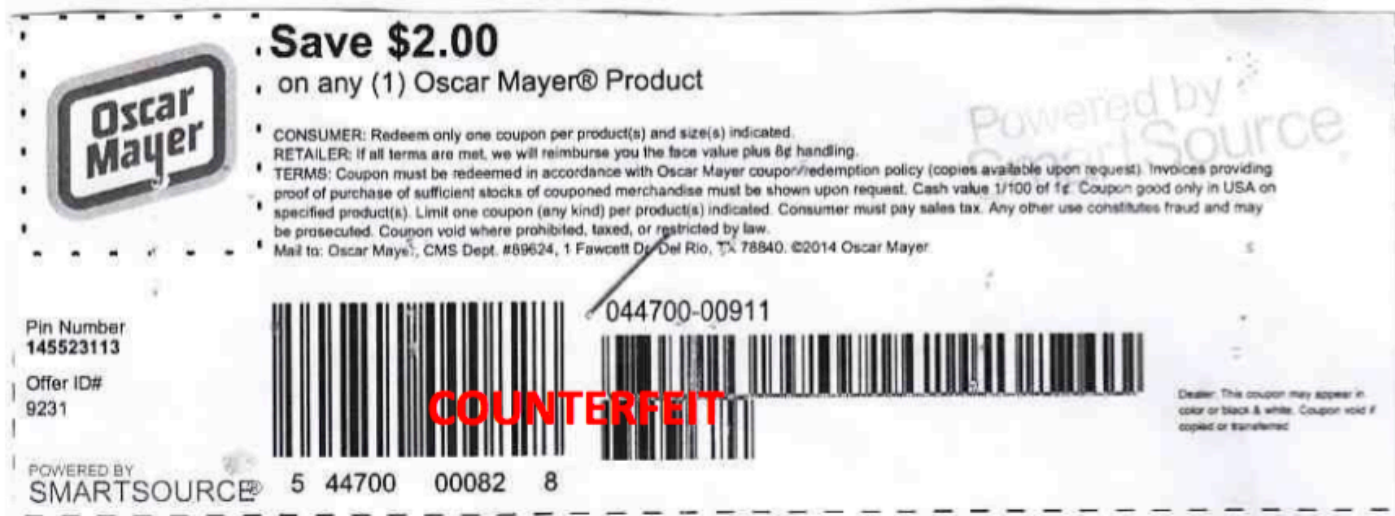 Oscar
Mayer
Save $2.00
on any (1) Oscar Mayer® Product
Powered by
SmartSource
CONSUMER: Redeem only one coupon per product(s) and size(s) indicated.
RETAILER: If all terms are met, we will reimburse you the face value plus 8¢ handling.
TERMS: Coupon must be redeemed in accordance with Oscar Mayer coupon/redemption policy (copies available upon request). Invoices providing
proof of purchase of sufficient stocks of couponed merchandise must be shown upon request. Cash value 1/100 of 1¢. Coupon good only in USA on
specified product(s). Limit one coupon (any kind) per product(s) indicated. Consumer must pay sales tax. Any other use constitutes fraud and may
be prosecuted. Coupon void where prohibited, taxed, or restricted by law.
Mail to: Oscar Mayer, CMS Dept. #89624, 1 Fawcett Dr, Del Rio, TX 78840. ©2014 Oscar Mayer
Pin Number
145523113
Offer ID#
9231
POWERED BY
SMARTSOURCE®
044700-00911
COUNTERFEIT
5 44700 00082 8
Dealer: This coupon may appear in
color or black & white. Coupon void if
copied or transferred